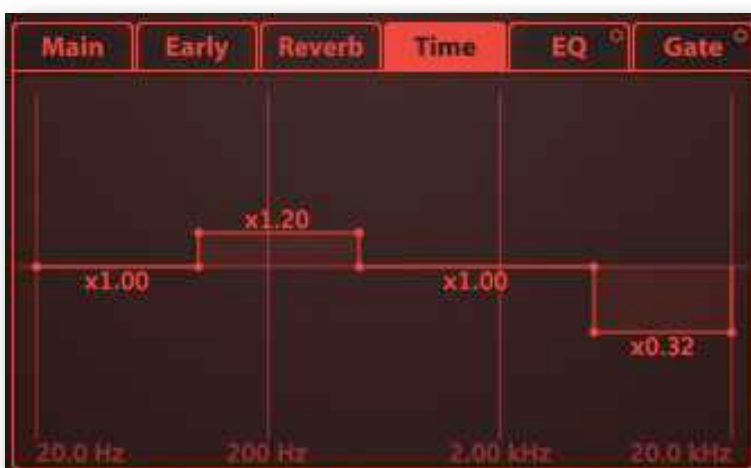 Main Early Reverb Time EQ Gate
x1.20
x1.00 x1.00
x0.32
20.0 Hz 200 Hz 2.00 kHz 20.0 kHz